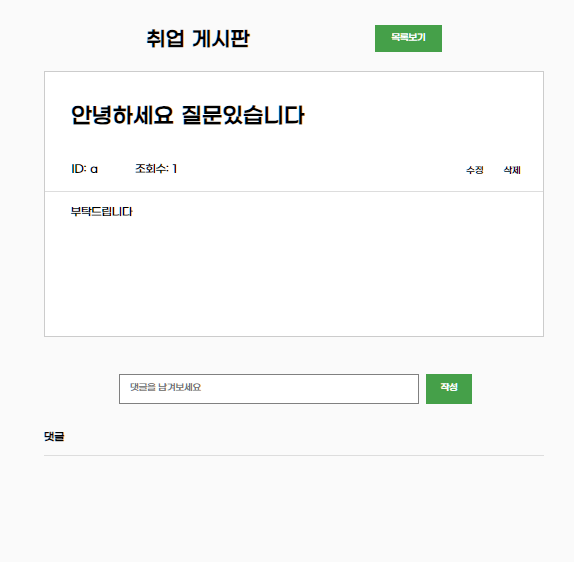 취업 게시판
목록보기
안녕하세요 질문있습니다
ID: a 조회수: 1 수정 삭제
부탁드립니다
댓글을 남겨보세요
작성
댓글